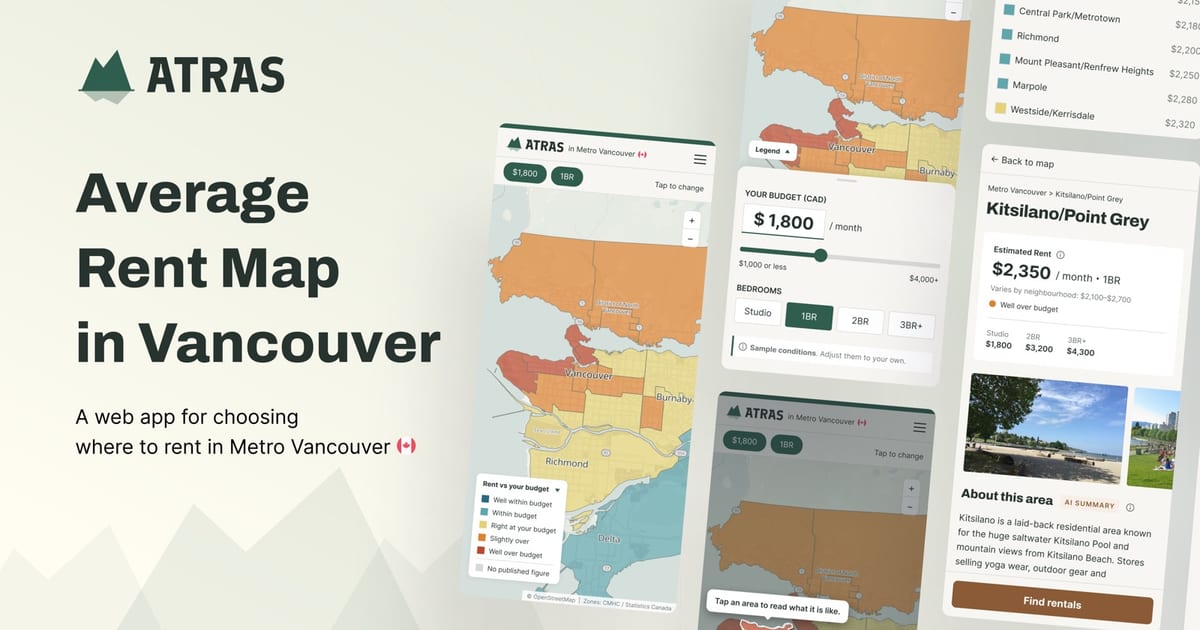 ATRAS
Average
Rent Map
in Vancouver
A web app for choosing
where to rent in Metro Vancouver 🇨🇦
ATRAS in Metro Vancouver 🇨🇦
$1,800
1BR
Tap to change
+
−
Vancouver
Burnaby
Richmond
Delta
Rent vs your budget ▼
Well within budget
Within budget
Right at your budget
Slightly over
Well over budget
No published figure
© OpenStreetMap | Zones: CMHC / Statistics Canada
−
District of North
Vancouver
Vancouver
Burnaby
Legend ▲
YOUR BUDGET (CAD)
$ 1,800 / month
$1,000 or less
$4,000+
BEDROOMS
Studio
1BR
2BR
3BR+
Sample conditions. Adjust them to your own.
ATRAS in Metro Vancouver 🇨🇦
$1,800
1BR
Tap to change
+
−
Tap an area to read what it is like.
Central Park/Metrotown
Richmond $2,200
Mount Pleasant/Renfrew Heights $2,250
Marpole $2,280
Westside/Kerrisdale $2,320
← Back to map
Metro Vancouver > Kitsilano/Point Grey
Kitsilano/Point Grey
Estimated Rent
$2,350 / month • 1BR
Varies by neighbourhood: $2,100–$2,700
Well over budget
Studio 2BR 3BR+
$1,800 $3,200 $4,300
About this area AI SUMMARY
Kitsilano is a laid-back residential area known
for the huge saltwater Kitsilano Pool and
mountain views from Kitsilano Beach. Stores
selling yoga wear, outdoor gear and
Find rentals